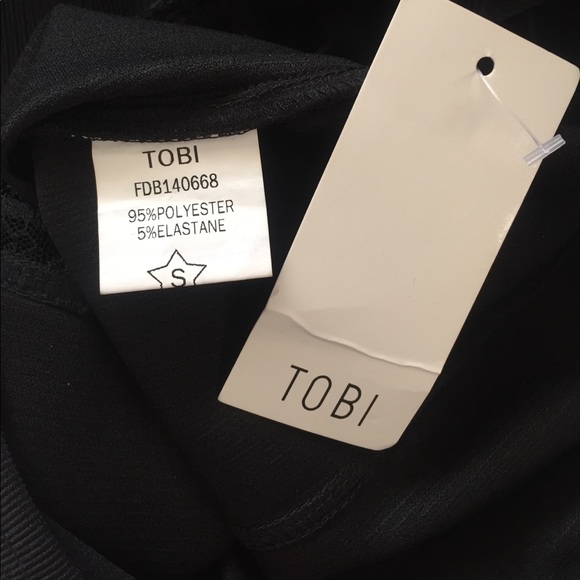 TOBI
FDB140668
95%POLYESTER
5%ELASTANE
S
TOBI